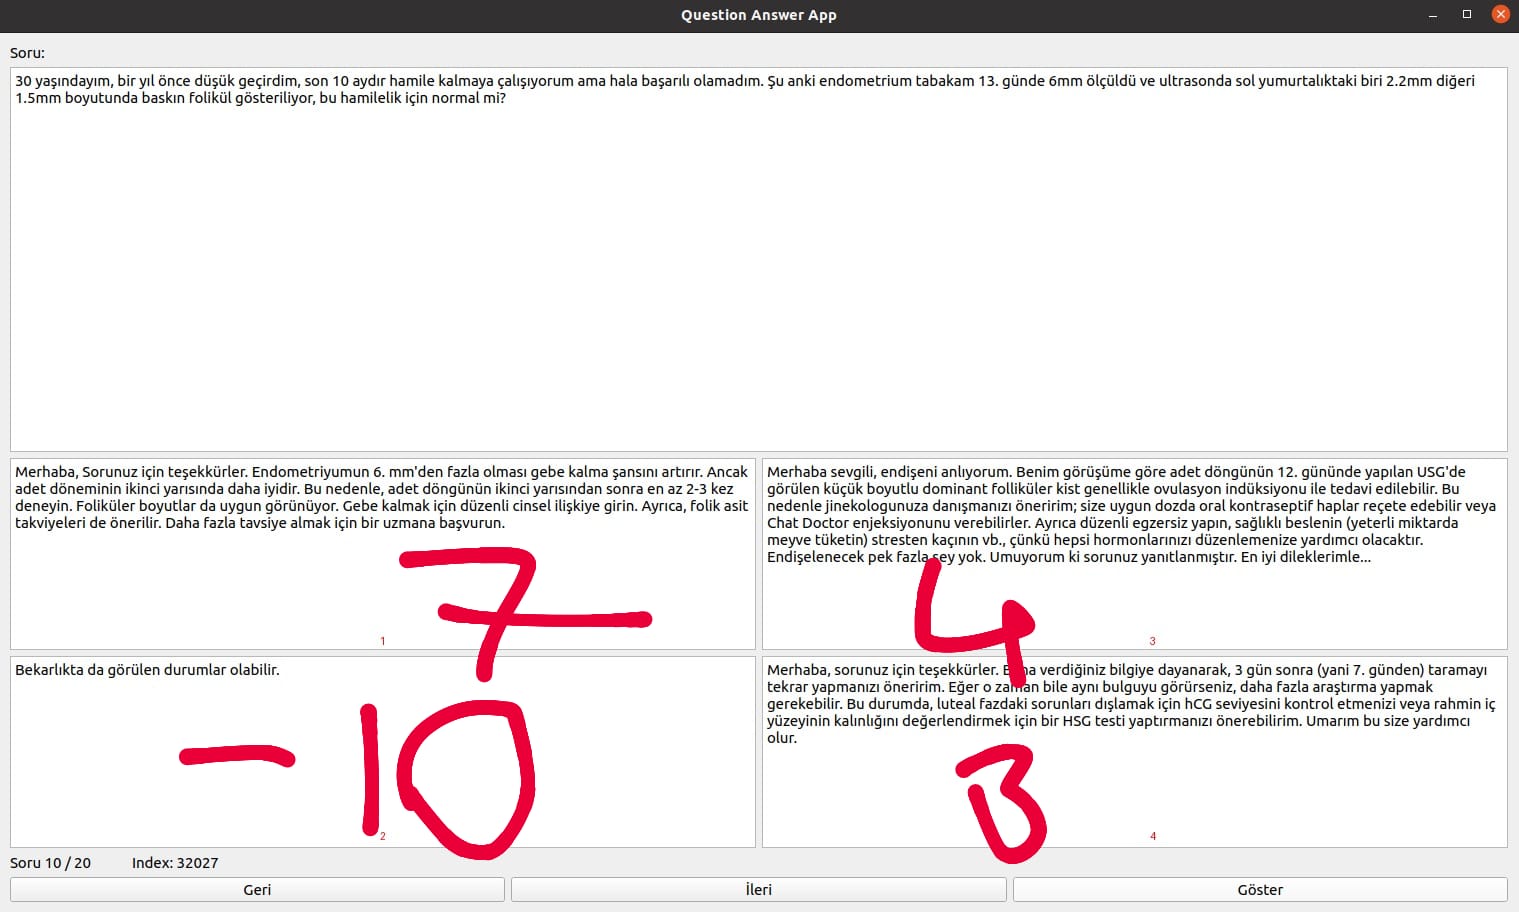 Question Answer App
Soru:
30 yaşındayım, bir yıl önce düşük geçirdim, son 10 aydır hamile kalmaya çalışıyorum ama hala başarılı olamadım. Şu anki endometrium tabakam 13. günde 6mm ölçüldü ve ultrasonda sol yumurtalıktaki biri 2.2mm diğeri
1.5mm boyutunda baskın folikül gösteriliyor, bu hamilelik için normal mi?
Merhaba, Sorunuz için teşekkürler. Endometriyumun 6. mm'den fazla olması gebe kalma şansını artırır. Ancak
adet döneminin ikinci yarısında daha iyidir. Bu nedenle, adet döngünün ikinci yarısından sonra en az 2-3 kez
deneyin. Foliküler boyutlar da uygun görünüyor. Gebe kalmak için düzenli cinsel ilişkiye girin. Ayrıca, folik asit
takviyeleri de önerilir. Daha fazla tavsiye almak için bir uzmana başvurun.
7
1
Merhaba sevgili, endişeni anlıyorum. Benim görüşüme göre adet döngünün 12. gününde yapılan USG'de
görülen küçük boyutlu dominant folliküler kist genellikle ovulasyon indüksiyonu ile tedavi edilebilir. Bu
nedenle jinekologunuza danışmanızı öneririm; size uygun dozda oral kontraseptif haplar reçete edebilir veya
Chat Doctor enjeksiyonunu verebilirler. Ayrıca düzenli egzersiz yapın, sağlıklı beslenin (yeterli miktarda
meyve tüketin) stresten kaçının vb., çünkü hepsi hormonlarınızı düzenlemenize yardımcı olacaktır.
Endişelenecek pek fazla şey yok. Umuyorum ki sorunuz yanıtlanmıştır. En iyi dileklerimle...
4
3
Bekarlıkta da görülen durumlar olabilir.
-10
2
Merhaba, sorunuz için teşekkürler. Bana verdiğiniz bilgiye dayanarak, 3 gün sonra (yani 7. günden) taramayı
tekrar yapmanızı öneririm. Eğer o zaman bile aynı bulguyu görürseniz, daha fazla araştırma yapmak
gerekebilir. Bu durumda, luteal fazdaki sorunları dışlamak için hCG seviyesini kontrol etmenizi veya rahmin iç
yüzeyinin kalınlığını değerlendirmek için bir HSG testi yaptırmanızı önerebilirim. Umarım bu size yardımcı
olur.
3
4
Soru 10 / 20 Index: 32027
Geri İleri Göster